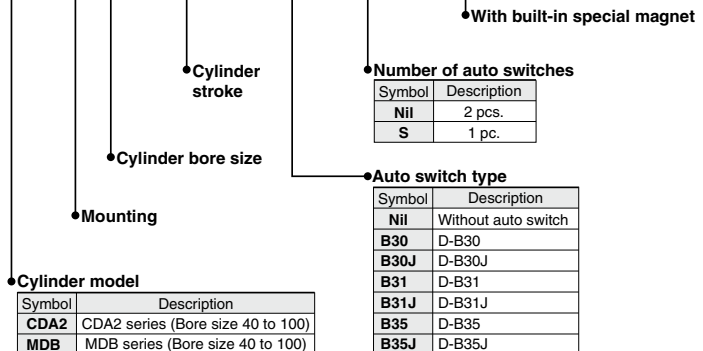 With built-in special magnet
Cylinder
stroke
Number of auto switches
Symbol Description
Nil 2 pcs.
S 1 pc.
Cylinder bore size
Auto switch type
Symbol Description
Nil Without auto switch
B30 D-B30
B30J D-B30J
B31 D-B31
B31J D-B31J
B35 D-B35
B35J D-B35J
Mounting
Cylinder model
Symbol Description
CDA2 CDA2 series (Bore size 40 to 100)
MDB MDB series (Bore size 40 to 100)